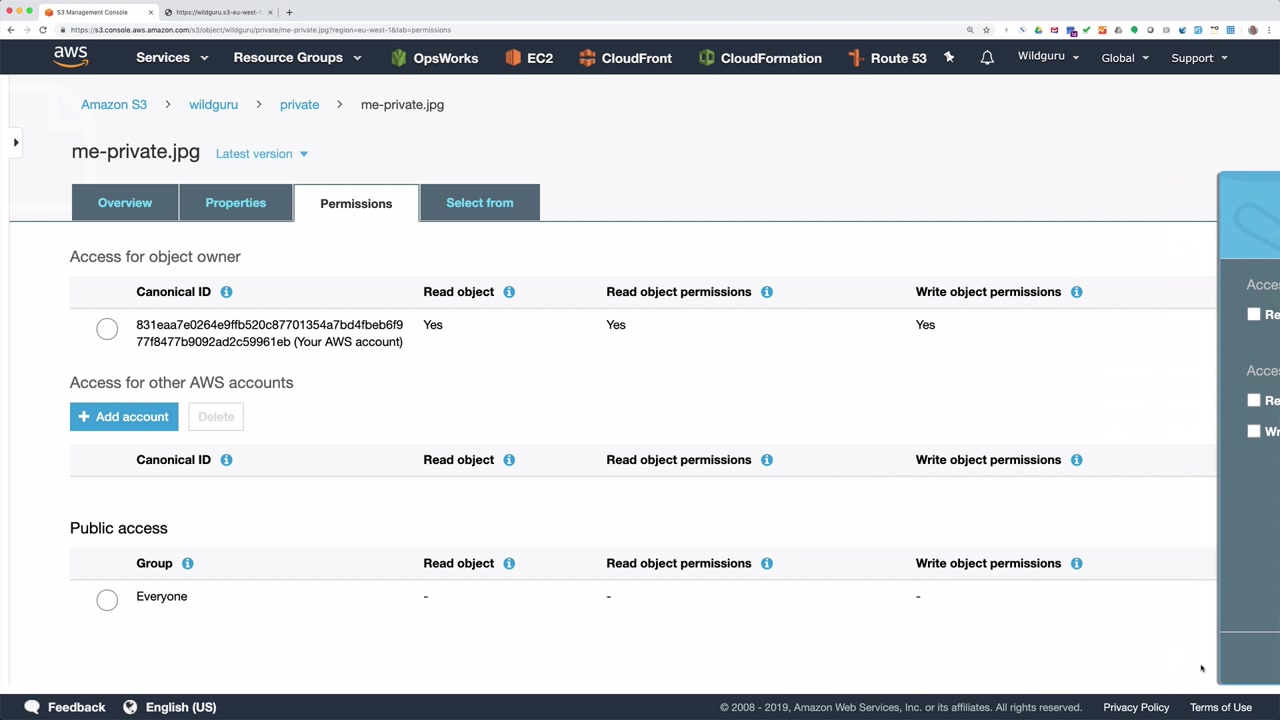 S3 Management Console
https://wildguru.s3-eu-west-1.
https://s3.console.aws.amazon.com/s3/object/wildguru/private/me-private.jpg?region=eu-west-1&tab=permissions
aws Services Resource Groups OpsWorks EC2 CloudFront CloudFormation Route 53 Wildguru Global Support
Amazon S3 > wildguru > private > me-private.jpg
me-private.jpg Latest version
Overview Properties Permissions Select from
Access for object owner
Canonical ID Read object Read object permissions Write object permissions
831eaa7e0264e9ffb520c87701354a7bd4fbeb6f9 Yes Yes Yes
77f8477b9092ad2c59961eb (Your AWS account)
Access for other AWS accounts
+ Add account Delete
Canonical ID Read object Read object permissions Write object permissions
Public access
Group Read object Read object permissions Write object permissions
Everyone - - -
Acces
Re
Acces
Re
Wr
Feedback English (US) © 2008 - 2019, Amazon Web Services, Inc. or its affiliates. All rights reserved. Privacy Policy Terms of Use